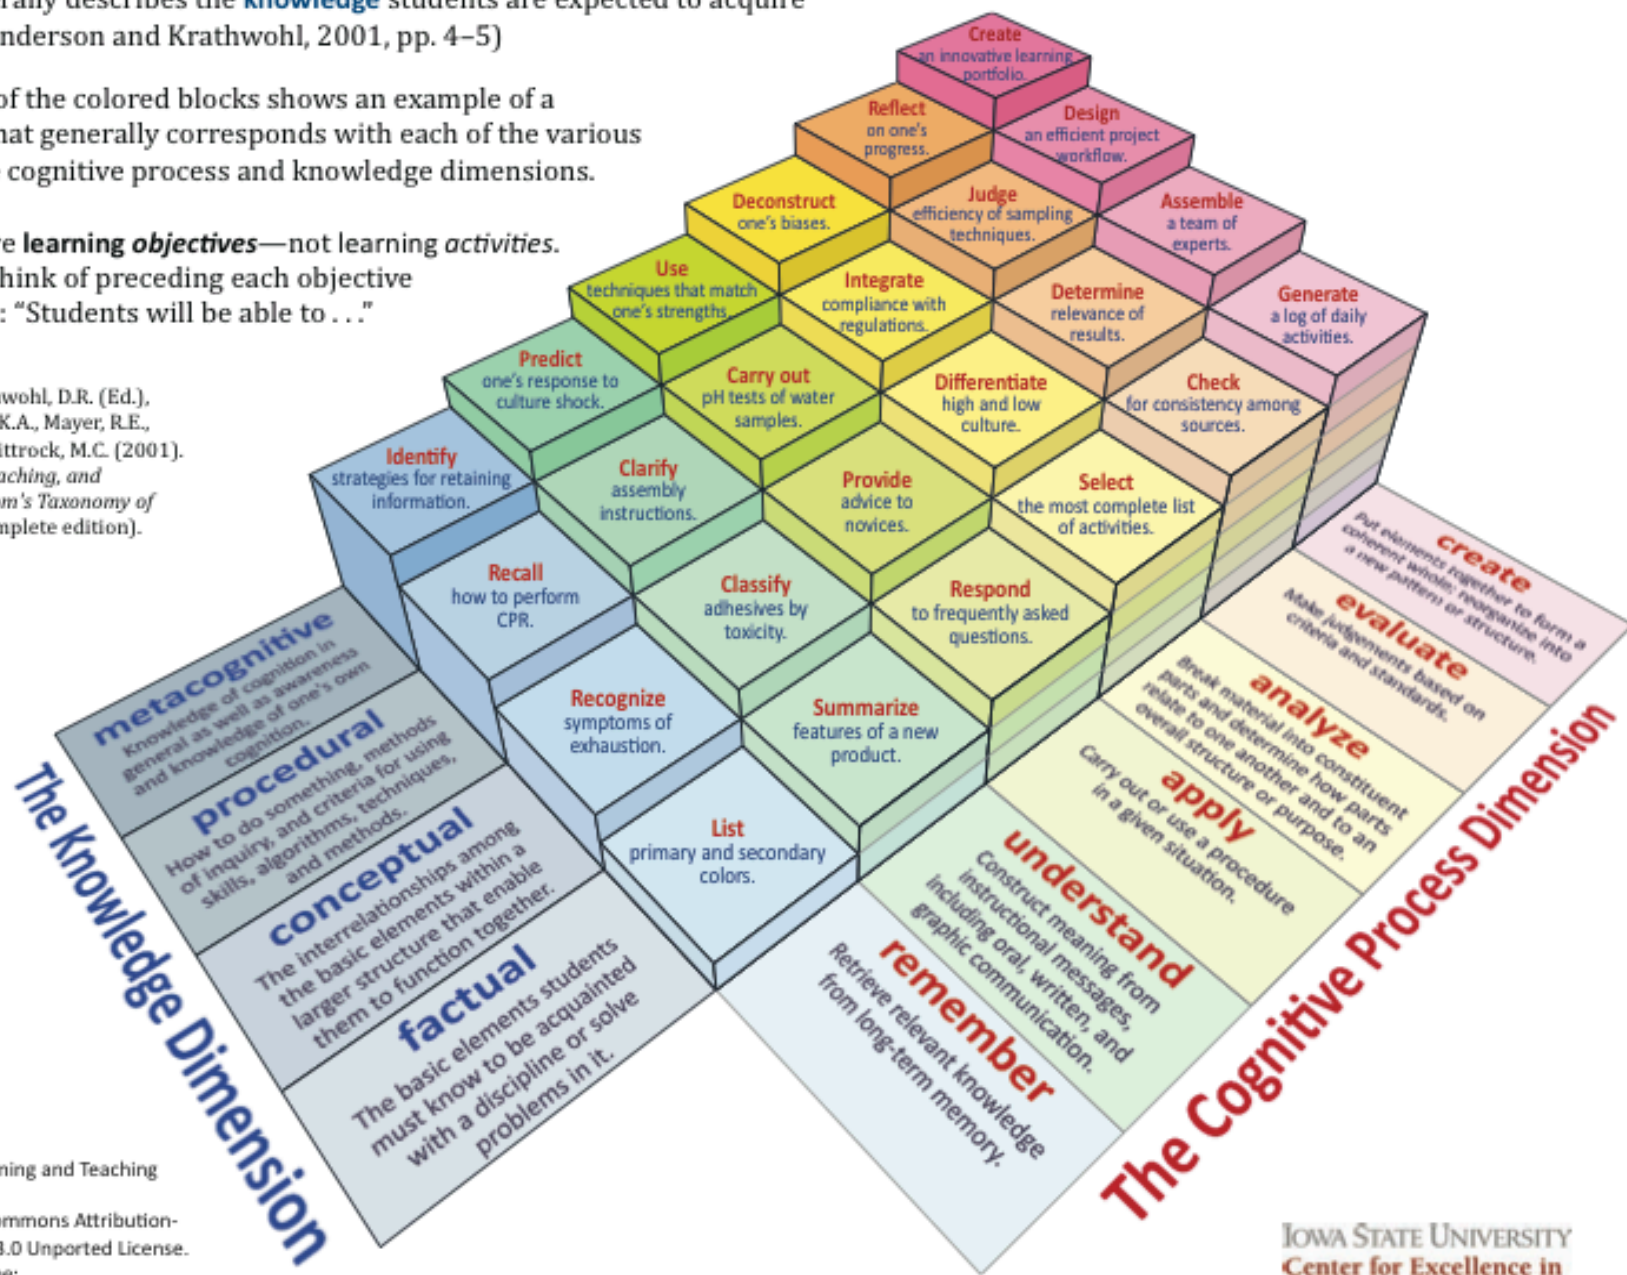 rally describes the knowledge students are expected to acquire
nderson and Krathwohl, 2001, pp. 4–5)
of the colored blocks shows an example of a
hat generally corresponds with each of the various
cognitive process and knowledge dimensions.
e learning objectives—not learning activities.
hink of preceding each objective
: “Students will be able to . . .”
wohl, D.R. (Ed.),
K.A., Mayer, R.E.,
ittrock, M.C. (2001).
aching, and
om's Taxonomy of
mplete edition).
Create
an innovative learning
portfolio.
Reflect
on one's
progress.
Design
an efficient project
workflow.
Deconstruct
one's biases.
Judge
efficiency of sampling
techniques.
Assemble
a team of
experts.
Use
techniques that match
one's strengths.
Integrate
compliance with
regulations.
Determine
relevance of
results.
Generate
a log of daily
activities.
Predict
one's response to
culture shock.
Carry out
pH tests of water
samples.
Differentiate
high and low
culture.
Check
for consistency among
sources.
Identify
strategies for retaining
information.
Clarify
assembly
instructions.
Provide
advice to
novices.
Select
the most complete list
of activities.
Recall
how to perform
CPR.
Classify
adhesives by
toxicity.
Respond
to frequently asked
questions.
Recognize
symptoms of
exhaustion.
Summarize
features of a new
product.
List
primary and secondary
colors.
metacognitive
Knowledge of cognition in
general as well as awareness
and knowledge of one's own
cognition.
procedural
How to do something, methods
of inquiry, and criteria for using
skills, algorithms, techniques,
and methods.
conceptual
The interrelationships among
the basic elements within a
larger structure that enable
them to function together.
factual
The basic elements students
must know to be acquainted
with a discipline or solve
problems in it.
The Knowledge Dimension
create
Put elements together to form a
coherent whole; reorganize into
a new pattern or structure.
evaluate
Make judgements based on
criteria and standards.
analyze
Break material into constituent
parts and determine how parts
relate to one another and to an
overall structure or purpose.
apply
Carry out or use a procedure
in a given situation.
understand
Construct meaning from
instructional messages,
including oral, written, and
graphic communication.
remember
Retrieve relevant knowledge
from long-term memory.
The Cognitive Process Dimension
ning and Teaching
ommons Attribution-
3.0 Unported License.
IOWA STATE UNIVERSITY
Center for Excellence in